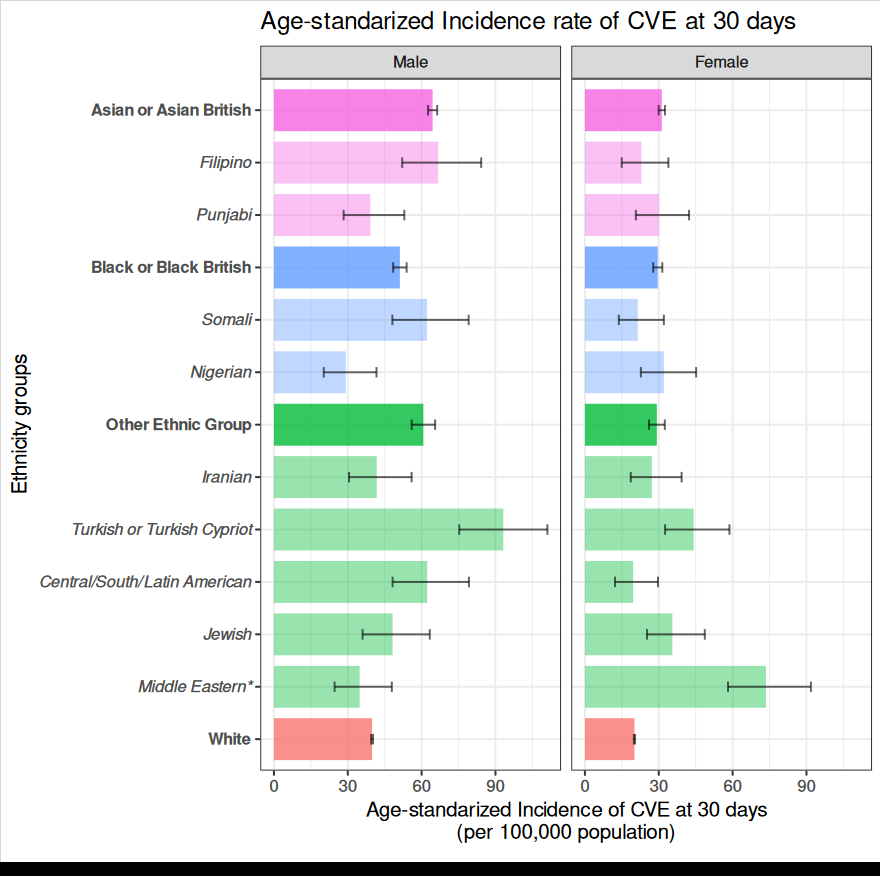 Age-standarized Incidence rate of CVE at 30 days
Male
Female
Ethnicity groups
Asian or Asian British
Filipino
Punjabi
Black or Black British
Somali
Nigerian
Other Ethnic Group
Iranian
Turkish or Turkish Cypriot
Central/South/Latin American
Jewish
Middle Eastern*
White
0 30 60 90
0 30 60 90
Age-standarized Incidence of CVE at 30 days
(per 100,000 population)